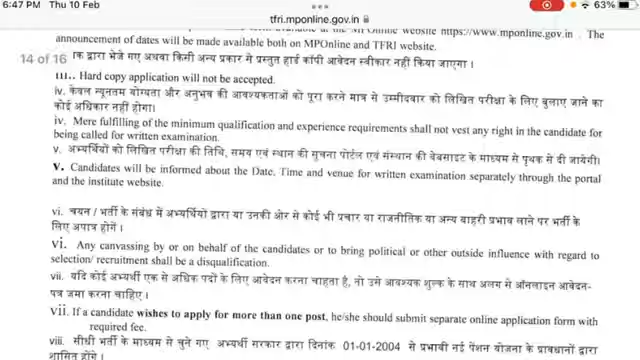 6:47 PM Thu 10 Feb
63%
tfri.mponline.gov.in
website https://www.mponline.gov.in . The
announcement of dates will be made available both on MPOnline and TFRI website.
14 of 16
क द्वारा भेजे गए अथवा किसी अन्य प्रकार से प्रस्तुत हार्ड कॉपी आवेदन स्वीकार नहीं किया जाएगा ।
iii.. Hard copy application will not be accepted.
iv. केवल न्यूनतम योग्यता और अनुभव की आवश्यकताओं को पूरा करने मात्र से उम्मीदवार को लिखित परीक्षा के लिए बुलाए जाने का
कोई अधिकार नहीं होगा।
iv. Mere fulfilling of the minimum qualification and experience requirements shall not vest any right in the candidate for
being called for written examination.
v. अभ्यर्थियों को लिखित परीक्षा की तिथि, समय एवं स्थान की सूचना पोर्टल एवं संस्थान की वेबसाइट के माध्यम से पृथक से दी जायेगी।
v. Candidates will be informed about the Date, Time and venue for written examination separately through the portal
and the institute website.
vi. चयन / भर्ती के संबंध में अभ्यर्थियों द्वारा या उनकी ओर से कोई भी प्रचार या राजनीतिक या अन्य बाहरी प्रभाव लाने पर भर्ती के
लिए अपात्र होगें ।
vi. Any canvassing by or on behalf of the candidates or to bring political or other outside influence with regard to
selection/ recruitment shall be a disqualification.
vii. यदि कोई अभ्यर्थी एक से अधिक पदों के लिए आवेदन करना चाहता है, तो उसे आवश्यक शुल्क के साथ अलग से ऑनलाइन आवेदन-
पत्र जमा करना चाहिए ।
vii. If a candidate wishes to apply for more than one post, he/she should submit separate online application form with
required fee.
viii. सीधी भर्ती के माध्यम से चुने गए अभ्यर्थी सरकार द्वारा दिनांक 01-01-2004 से प्रभावी नई पेंशन योजना के प्रावधानों द्वारा
शासित होंगे ।